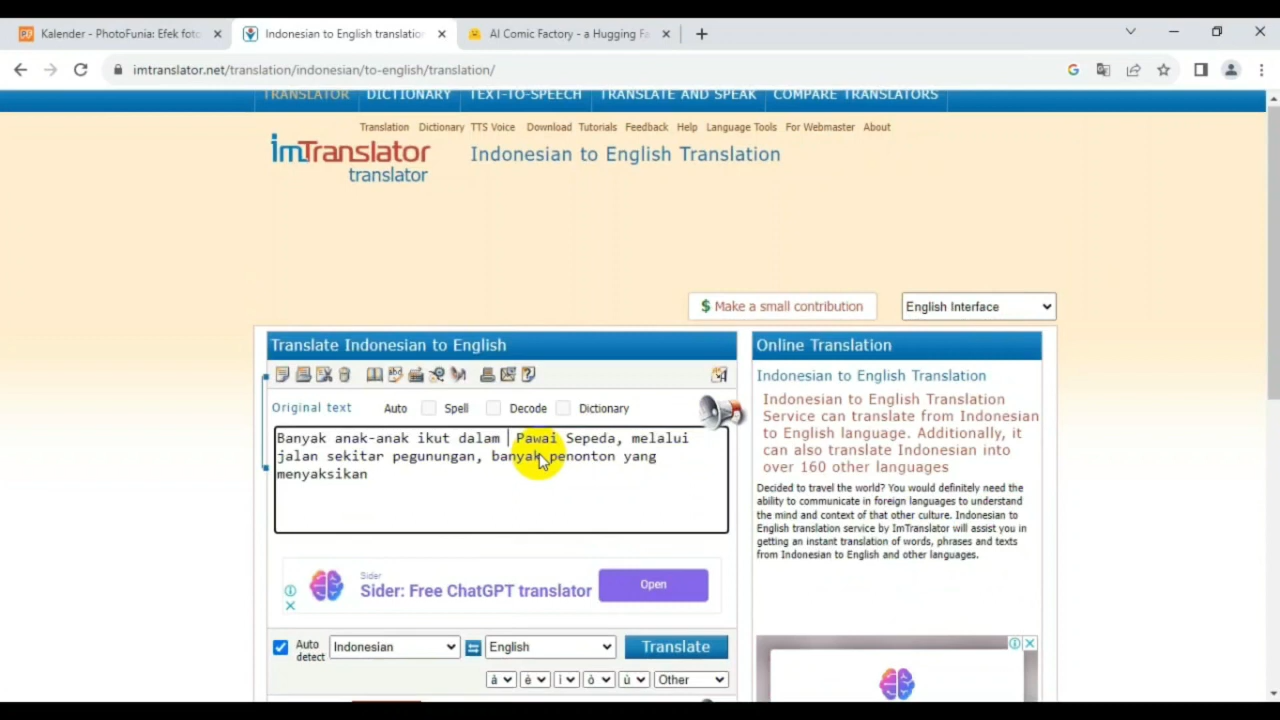 Kalender - PhotoFunia: Efek foto
Indonesian to English translation
AI Comic Factory - a Hugging Fa
imtranslator.net/translation/indonesian/to-english/translation/
TRANSLATOR DICTIONARY TEXT-TO-SPEECH TRANSLATE AND SPEAK COMPARE TRANSLATORS
Translation Dictionary TTS Voice Download Tutorials Feedback Help Language Tools For Webmaster About
imTranslator
translator
Indonesian to English Translation
$ Make a small contribution
English Interface
Translate Indonesian to English
Original text Auto Spell Decode Dictionary
Banyak anak-anak ikut dalam Pawai Sepeda, melalui
jalan sekitar pegunungan, banyak penonton yang
menyaksikan
Sider
Sider: Free ChatGPT translator
Open
Auto
detect
Indonesian
English
Translate
á è ï ò ü Other
Online Translation
Indonesian to English Translation
Indonesian to English Translation
Service can translate from Indonesian
to English language. Additionally, it
can also translate Indonesian into
over 160 other languages
Decided to travel the world? You would definitely need the
ability to communicate in foreign languages to understand
the mind and context of that other culture. Indonesian to
English translation service by ImTranslator will assist you in
getting an instant translation of words, phrases and texts
from Indonesian to English and other languages.